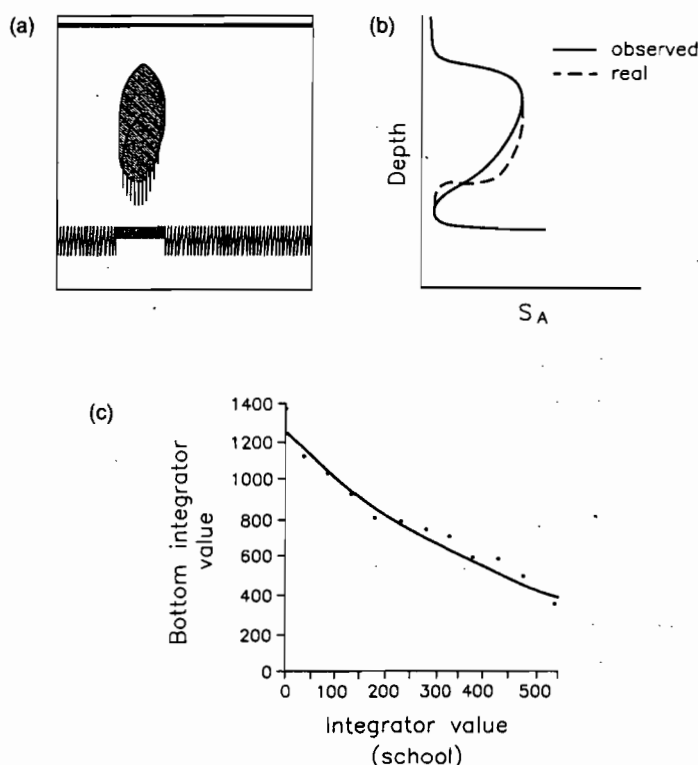 (a)
(b)
observed
real
Depth
S_A
(c)
1400
1200
1000
800
600
400
200
0
Bottom integrator
value
0 100 200 300 400 500
Integrator value
(school)